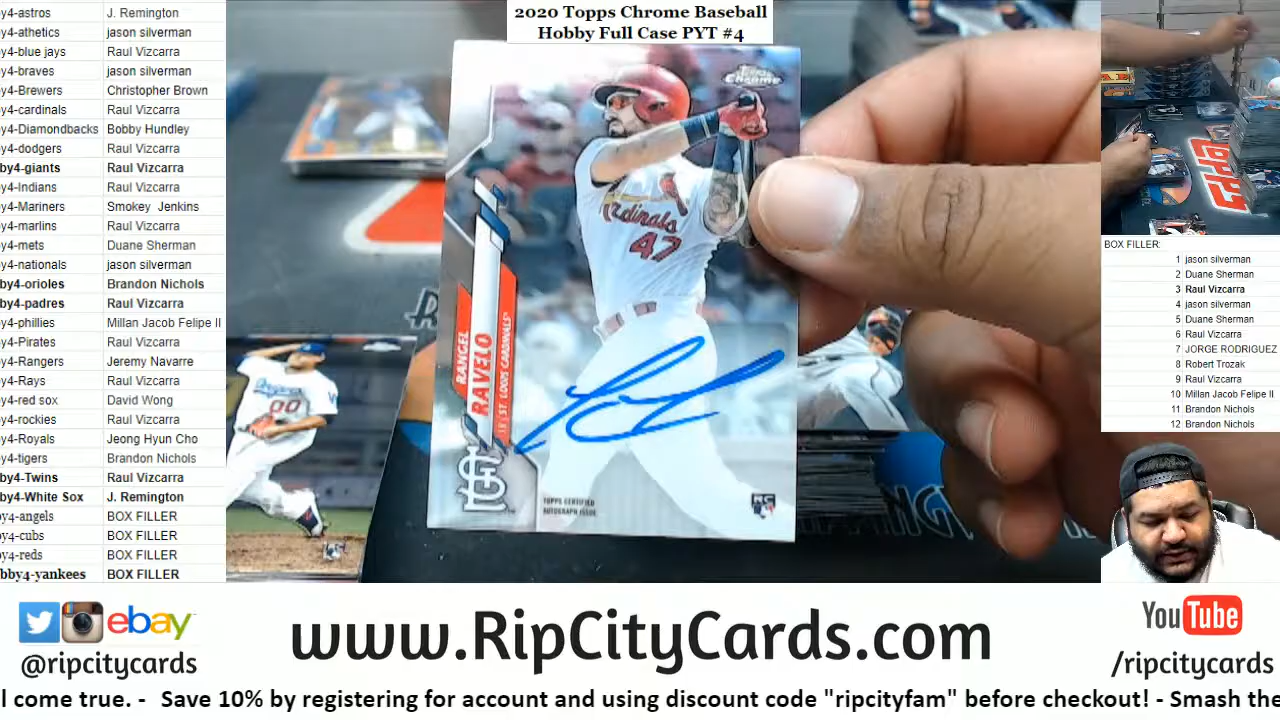 2020 Topps Chrome Baseball
Hobby Full Case PYT #4
y4-astros J. Remington
y4-athetics jason silverman
y4-blue jays Raul Vizcarra
y4-braves jason silverman
y4-Brewers Christopher Brown
y4-cardinals Raul Vizcarra
y4-Diamondbacks Bobby Hundley
y4-dodgers Raul Vizcarra
by4-giants Raul Vizcarra
y4-Indians Raul Vizcarra
y4-Mariners Smokey Jenkins
y4-marlins Raul Vizcarra
y4-mets Duane Sherman
y4-nationals jason silverman
by4-orioles Brandon Nichols
by4-padres Raul Vizcarra
y4-phillies Millan Jacob Felipe II
y4-Pirates Raul Vizcarra
y4-Rangers Jeremy Navarre
y4-Rays Raul Vizcarra
y4-red sox David Wong
y4-rockies Raul Vizcarra
y4-Royals Jeong Hyun Cho
y4-tigers Brandon Nichols
by4-Twins Raul Vizcarra
by4-White Sox J. Remington
y4-angels BOX FILLER
y4-cubs BOX FILLER
y4-reds BOX FILLER
bby4-yankees BOX FILLER
Topps
Chrome
Cardinals
47
RANGEL
RAVELO
1B | ST. LOUIS CARDINALS
STL
TOPPS CERTIFIED
AUTOGRAPH ISSUE
RC
Dodgers
00
topps
BOX FILLER:
1 jason silverman
2 Duane Sherman
3 Raul Vizcarra
4 jason silverman
5 Duane Sherman
6 Raul Vizcarra
7 JORGE RODRIGUEZ
8 Robert Trozak
9 Raul Vizcarra
10 Millan Jacob Felipe II
11 Brandon Nichols
12 Brandon Nichols
ebay
@ripcitycards
www.RipCityCards.com
YouTube
/ripcitycards
l come true. - Save 10% by registering for account and using discount code "ripcityfam" before checkout! - Smash the